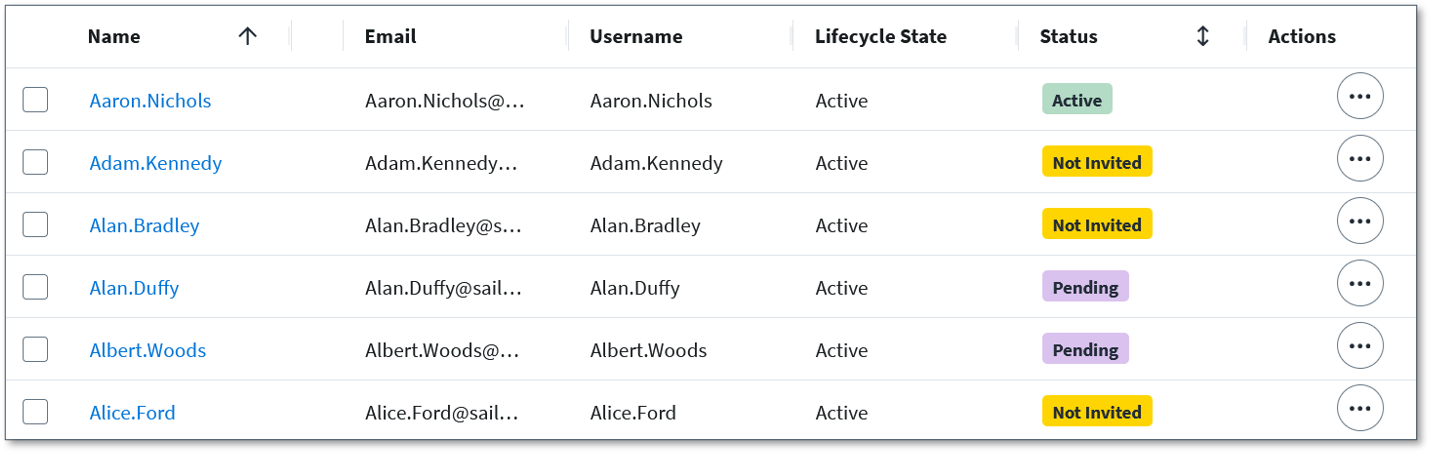 Name Email Username Lifecycle State Status Actions
Aaron.Nichols Aaron.Nichols@... Aaron.Nichols Active Active
Adam.Kennedy Adam.Kennedy... Adam.Kennedy Active Not Invited
Alan.Bradley Alan.Bradley@s... Alan.Bradley Active Not Invited
Alan.Duffy Alan.Duffy@sail... Alan.Duffy Active Pending
Albert.Woods Albert.Woods@... Albert.Woods Active Pending
Alice.Ford Alice.Ford@sail... Alice.Ford Active Not Invited